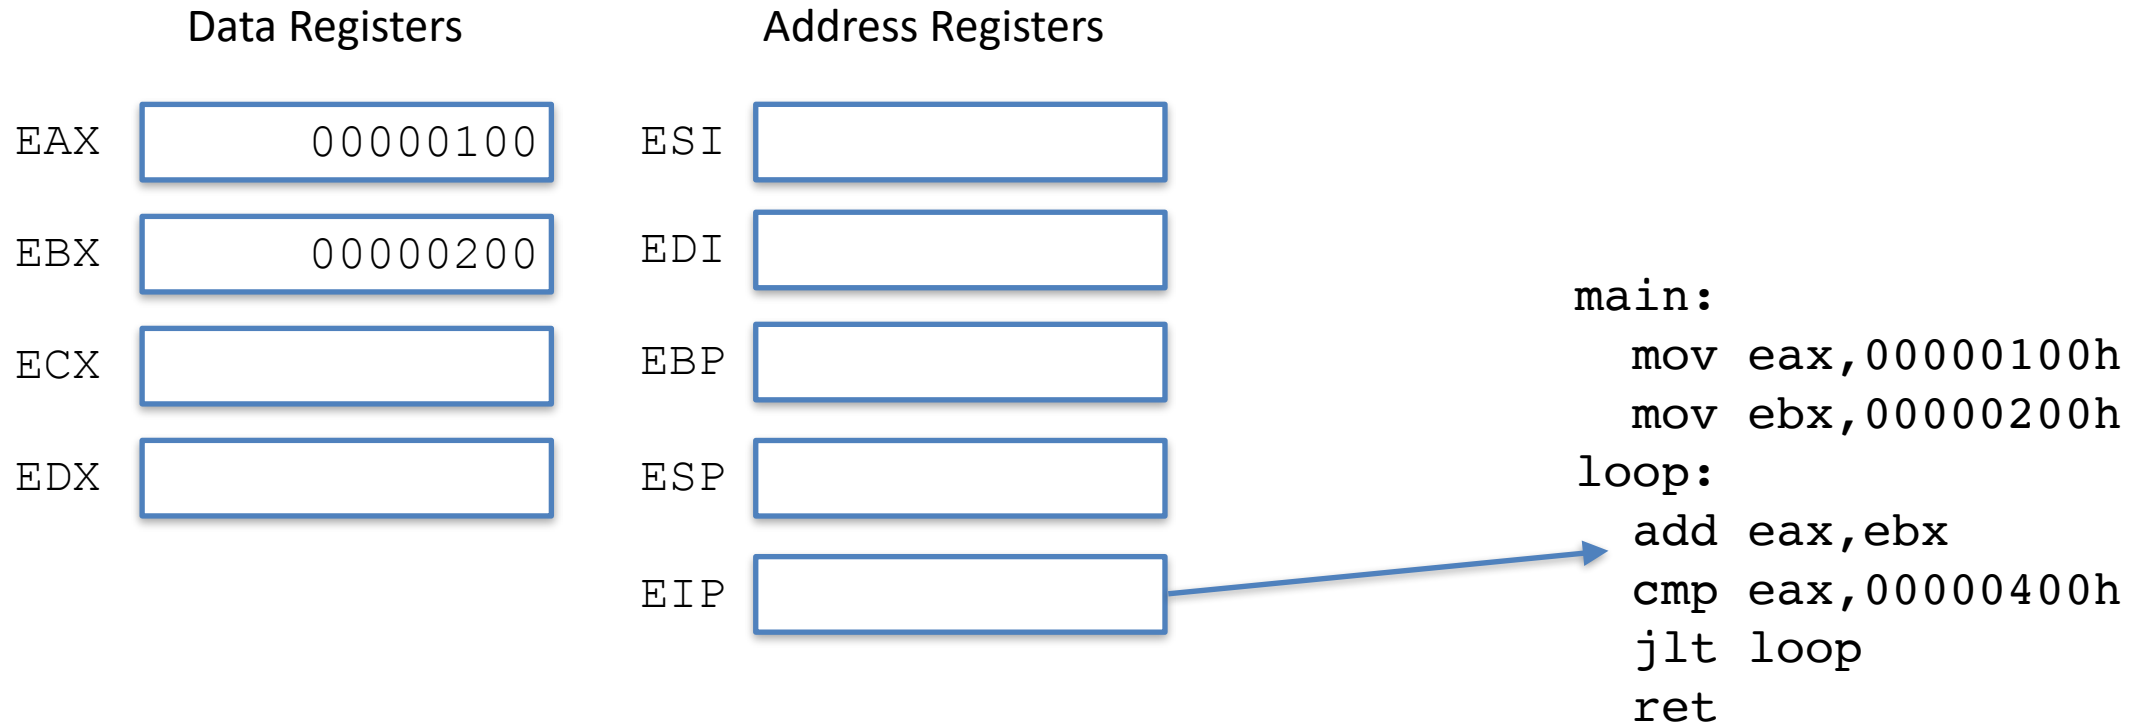 Data Registers
Address Registers
EAX 00000100
ESI
EBX 00000200
EDI
ECX
EBP
EDX
ESP
EIP
main:
mov eax,00000100h
mov ebx,00000200h
loop:
add eax,ebx
cmp eax,00000400h
jlt loop
ret